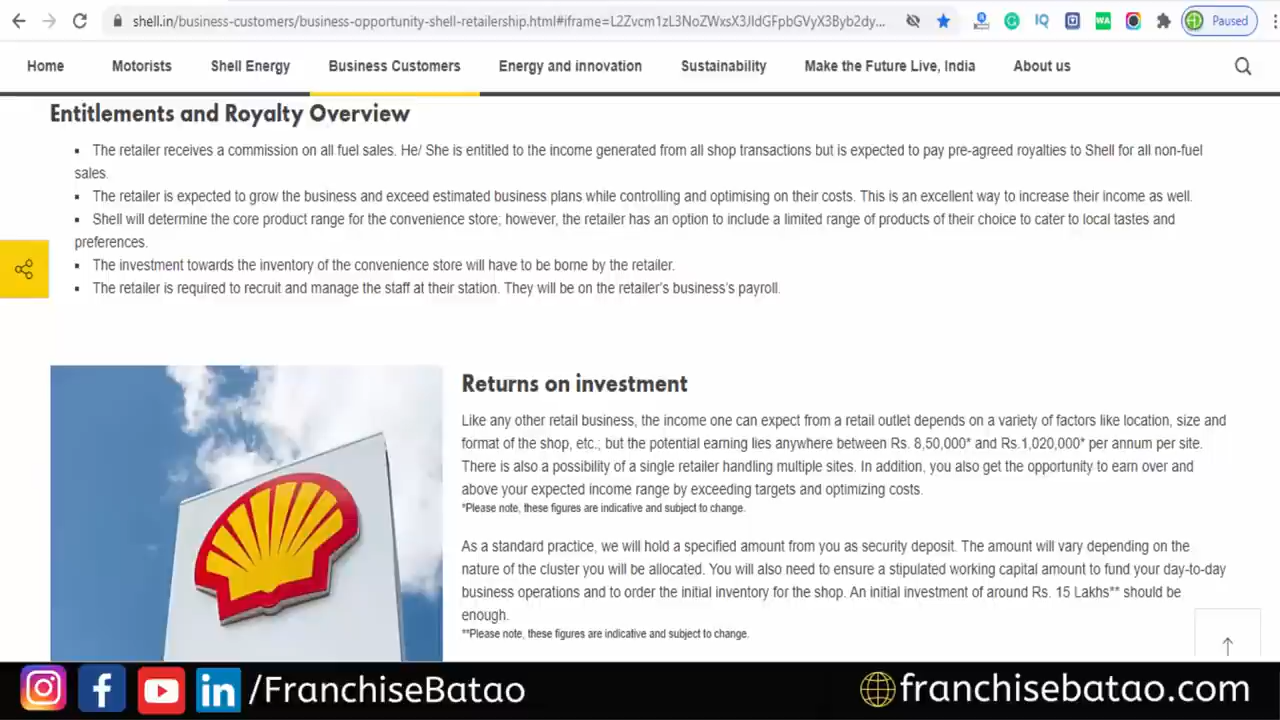 shell.in/business-customers/business-opportunity-shell-retailership.html#iframe=L2Zvcm1zL3NoZWxsX3JldGFpbGVyX3Byb2dy...
IQ
WA
Paused
Home Motorists Shell Energy Business Customers Energy and innovation Sustainability Make the Future Live, India About us
Entitlements and Royalty Overview
▪ The retailer receives a commission on all fuel sales. He/ She is entitled to the income generated from all shop transactions but is expected to pay pre-agreed royalties to Shell for all non-fuel
sales.
▪ The retailer is expected to grow the business and exceed estimated business plans while controlling and optimising on their costs. This is an excellent way to increase their income as well.
▪ Shell will determine the core product range for the convenience store; however, the retailer has an option to include a limited range of products of their choice to cater to local tastes and
preferences.
▪ The investment towards the inventory of the convenience store will have to be borne by the retailer.
▪ The retailer is required to recruit and manage the staff at their station. They will be on the retailer's business's payroll.
Returns on investment
Like any other retail business, the income one can expect from a retail outlet depends on a variety of factors like location, size and
format of the shop, etc.; but the potential earning lies anywhere between Rs. 8,50,000* and Rs.1,020,000* per annum per site.
There is also a possibility of a single retailer handling multiple sites. In addition, you also get the opportunity to earn over and
above your expected income range by exceeding targets and optimizing costs.
*Please note, these figures are indicative and subject to change.
As a standard practice, we will hold a specified amount from you as security deposit. The amount will vary depending on the
nature of the cluster you will be allocated. You will also need to ensure a stipulated working capital amount to fund your day-to-day
business operations and to order the initial inventory for the shop. An initial investment of around Rs. 15 Lakhs** should be
enough.
**Please note, these figures are indicative and subject to change.
/FranchiseBatao
franchisebatao.com